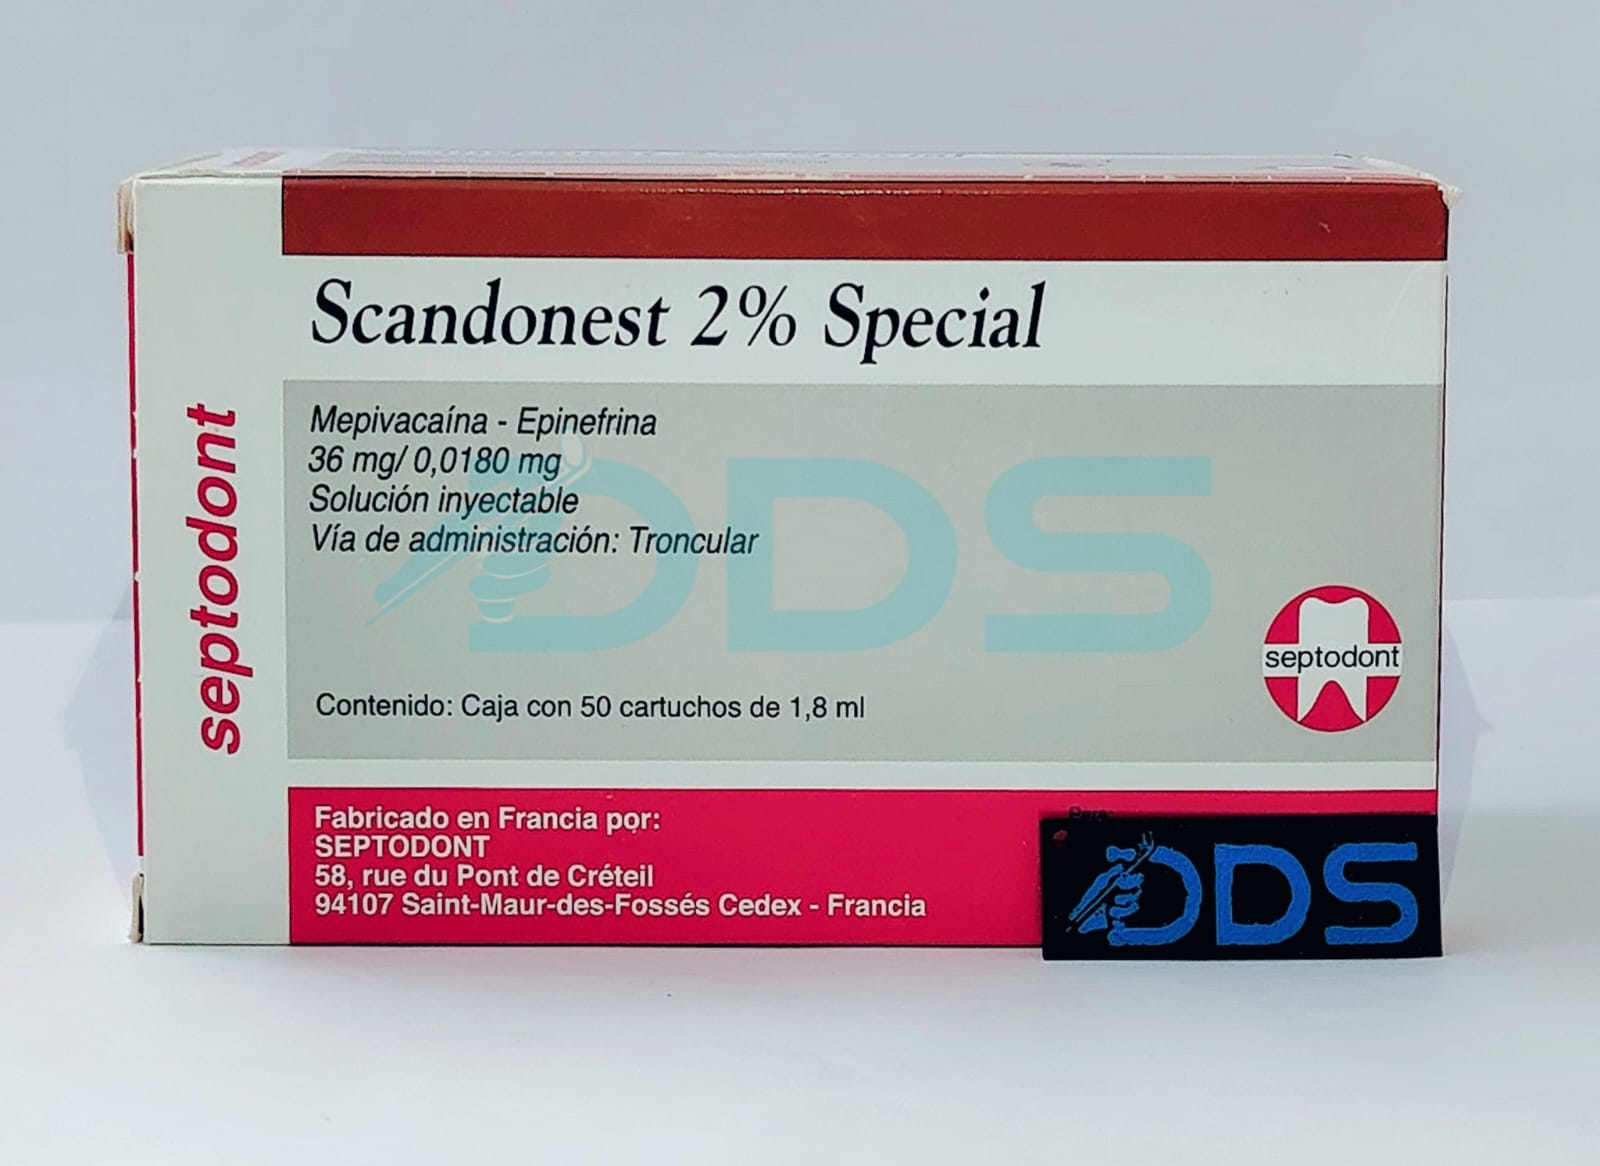 Scandonest 2% Special
septodont
Mepivacaína - Epinefrina
36 mg/ 0,0180 mg
Solución inyectable
Vía de administración: Troncular
DDS
septodont
Contenido: Caja con 50 cartuchos de 1,8 ml
Fabricado en Francia por:
SEPTODONT
58, rue du Pont de Créteil
94107 Saint-Maur-des-Fossés Cedex - Francia
DDS